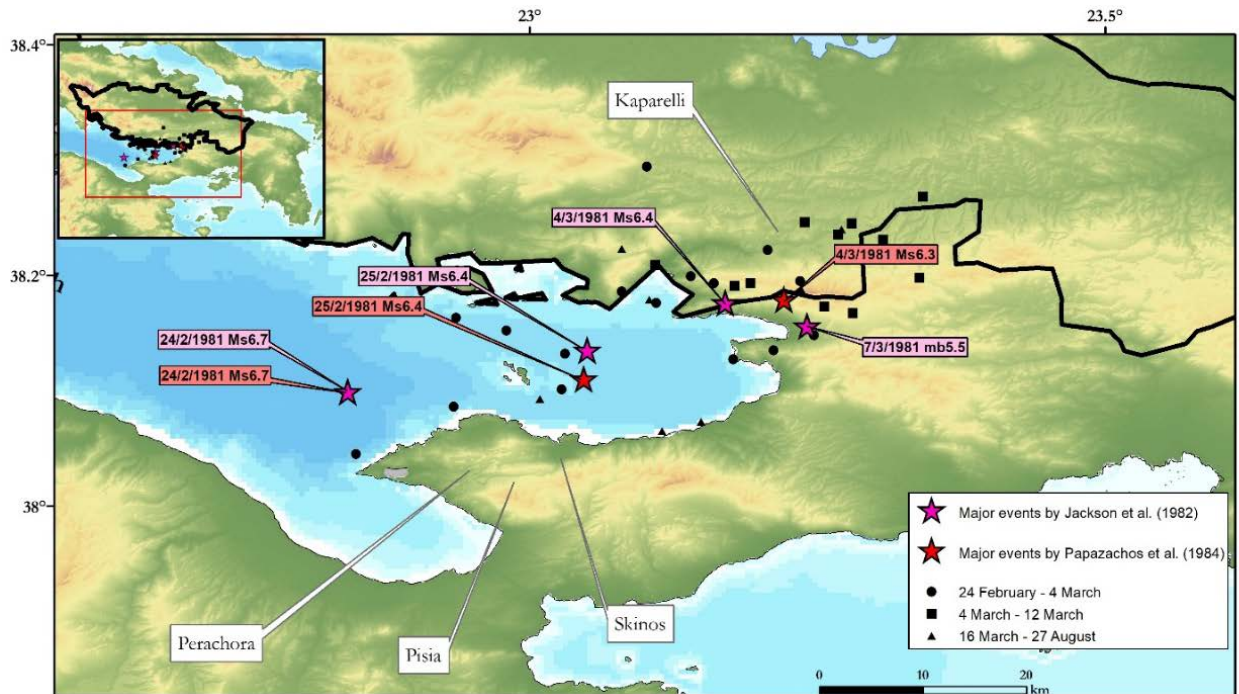 23°
23.5°
38.4°
Kaparelli
4/3/1981 Ms6.4
38.2°
25/2/1981 Ms6.4
4/3/1981 Ms6.3
25/2/1981 Ms6.4
24/2/1981 Ms6.7
7/3/1981 mb5.5
24/2/1981 Ms6.7
38°
Major events by Jackson et al. (1982)
Major events by Papazachos et al. (1984)
24 February - 4 March
4 March - 12 March
16 March - 27 August
Perachora
Pisia
Skinos
0 10 20
km